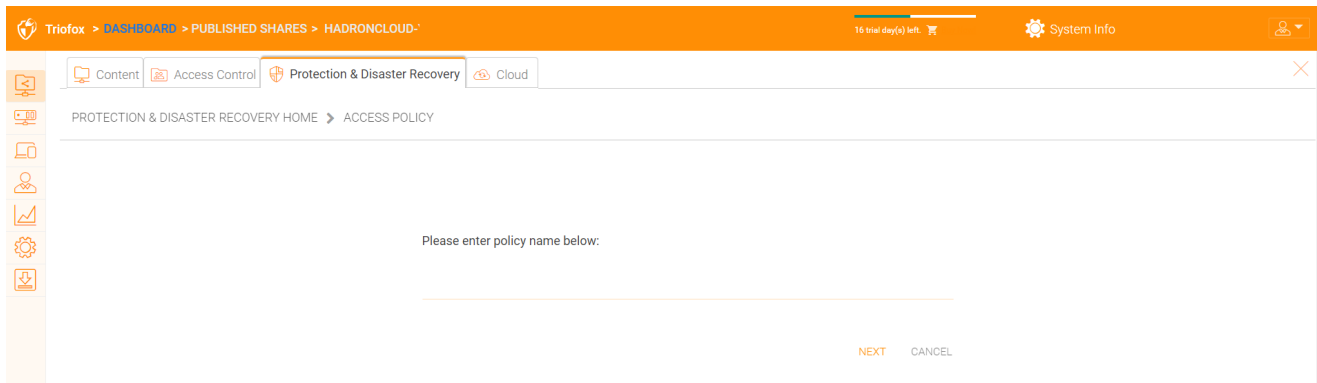 Triofox > DASHBOARD > PUBLISHED SHARES > HADRONCLOUD-'
16 trial day(s) left.
System Info
Content
Access Control
Protection & Disaster Recovery
Cloud
PROTECTION & DISASTER RECOVERY HOME > ACCESS POLICY
Please enter policy name below:
NEXT CANCEL